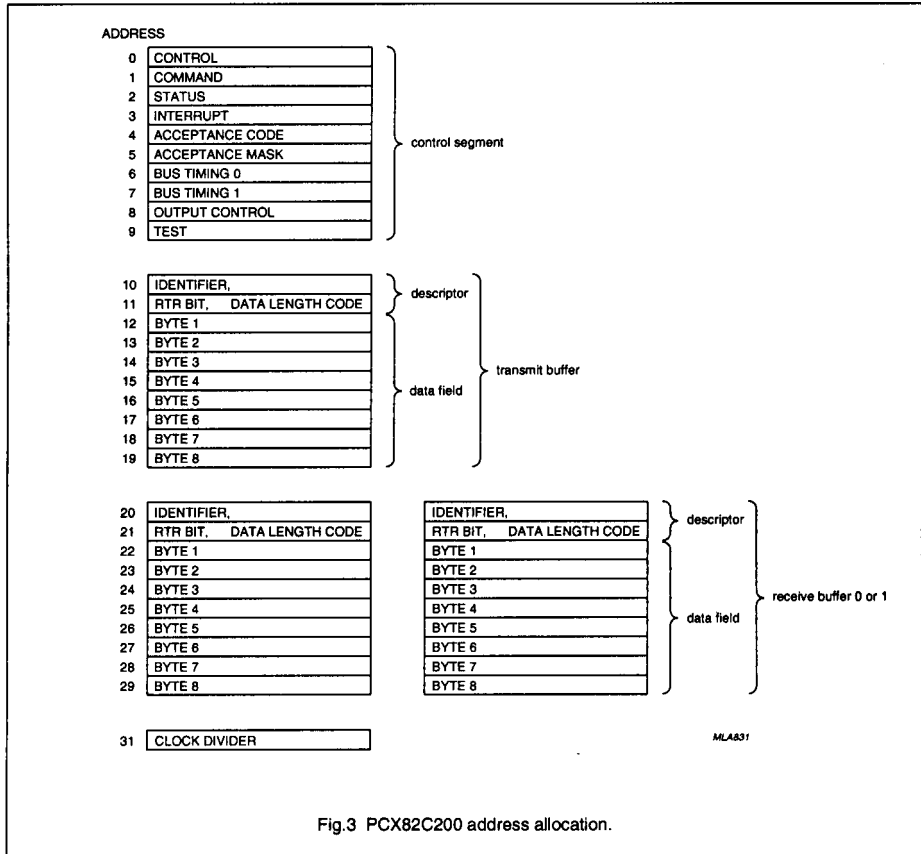 ADDRESS
0 CONTROL
1 COMMAND
2 STATUS
3 INTERRUPT
4 ACCEPTANCE CODE
5 ACCEPTANCE MASK
6 BUS TIMING 0
7 BUS TIMING 1
8 OUTPUT CONTROL
9 TEST
control segment
10 IDENTIFIER,
11 RTR BIT, DATA LENGTH CODE
12 BYTE 1
13 BYTE 2
14 BYTE 3
15 BYTE 4
16 BYTE 5
17 BYTE 6
18 BYTE 7
19 BYTE 8
descriptor
data field
transmit buffer
20 IDENTIFIER,
21 RTR BIT, DATA LENGTH CODE
22 BYTE 1
23 BYTE 2
24 BYTE 3
25 BYTE 4
26 BYTE 5
27 BYTE 6
28 BYTE 7
29 BYTE 8
IDENTIFIER,
RTR BIT, DATA LENGTH CODE
BYTE 1
BYTE 2
BYTE 3
BYTE 4
BYTE 5
BYTE 6
BYTE 7
BYTE 8
descriptor
data field
receive buffer 0 or 1
31 CLOCK DIVIDER
MLA831
Fig.3 PCX82C200 address allocation.